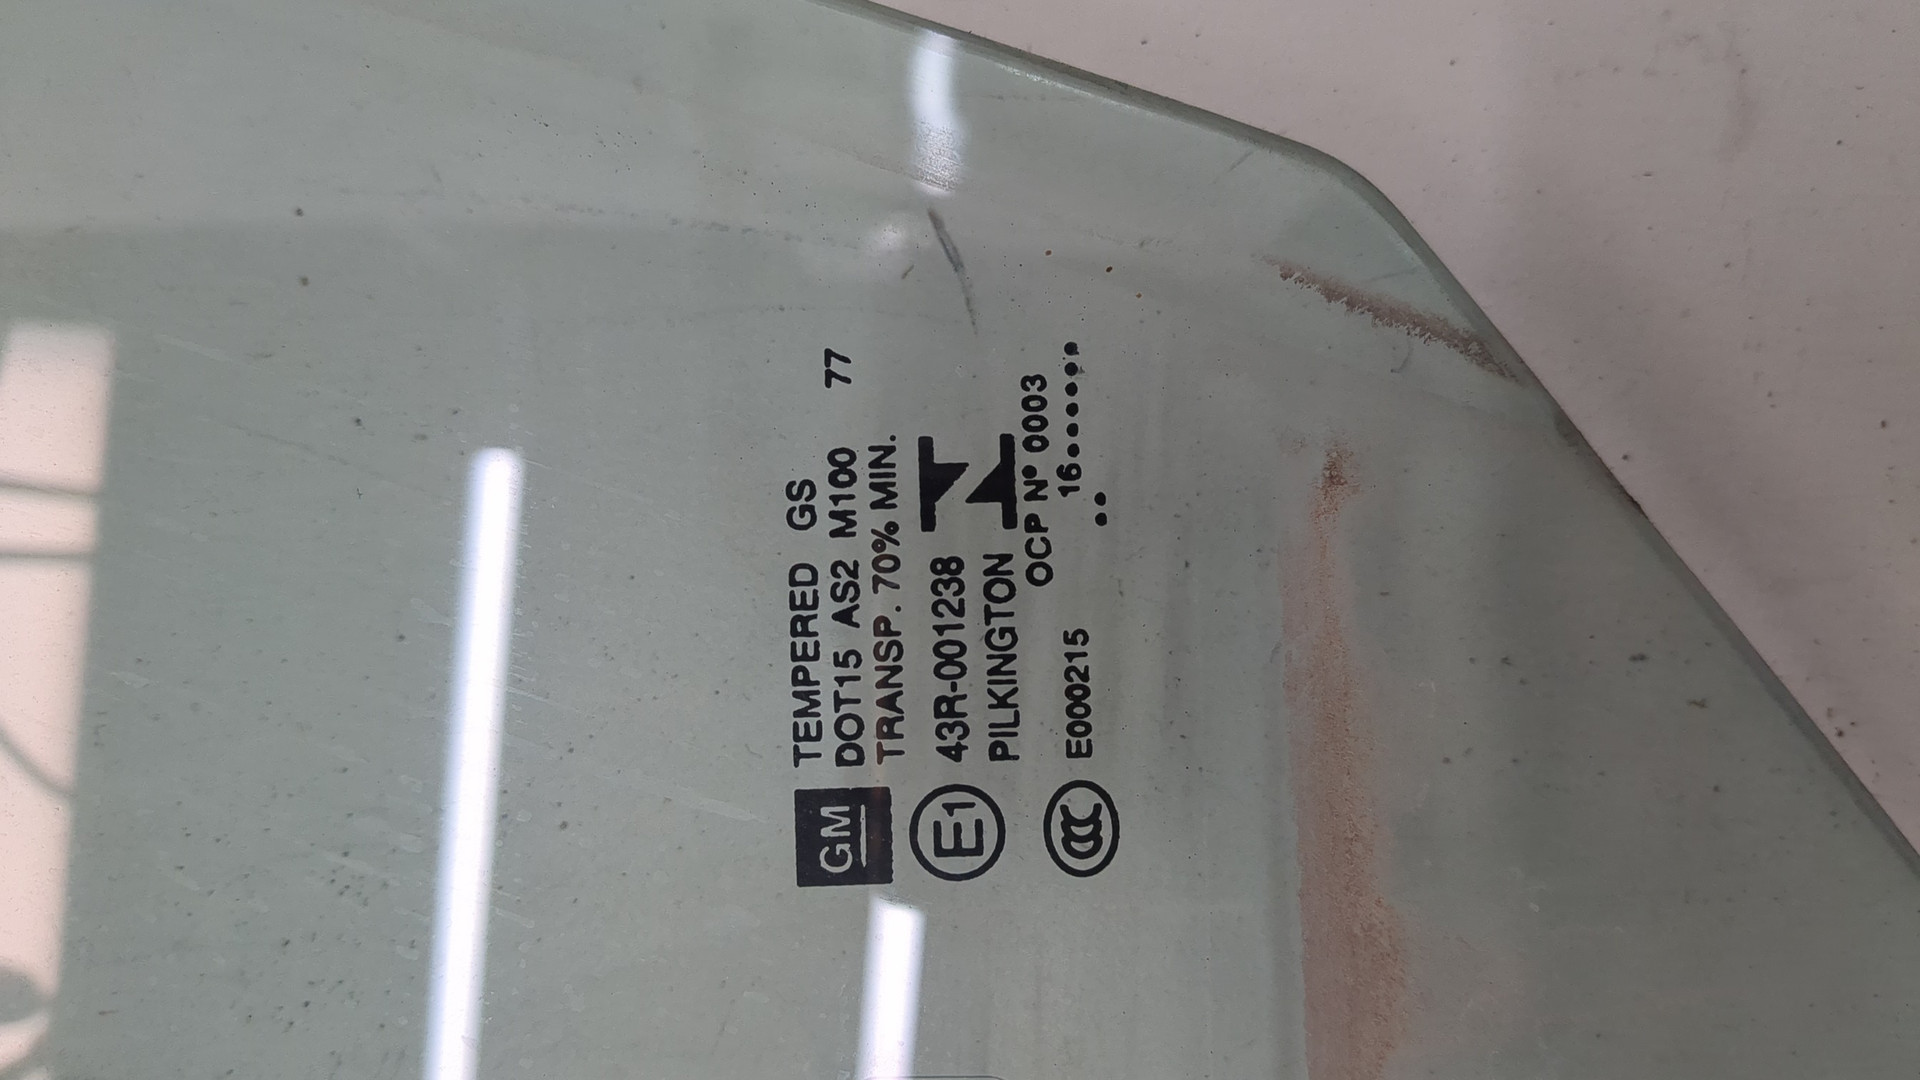 GM
TEMPERED GS
DOT15 AS2 M100 77
TRANSP. 70% MIN.
E1 43R-001238
PILKINGTON
OCP Nº 0003
CCC E000215 16•••••••
••